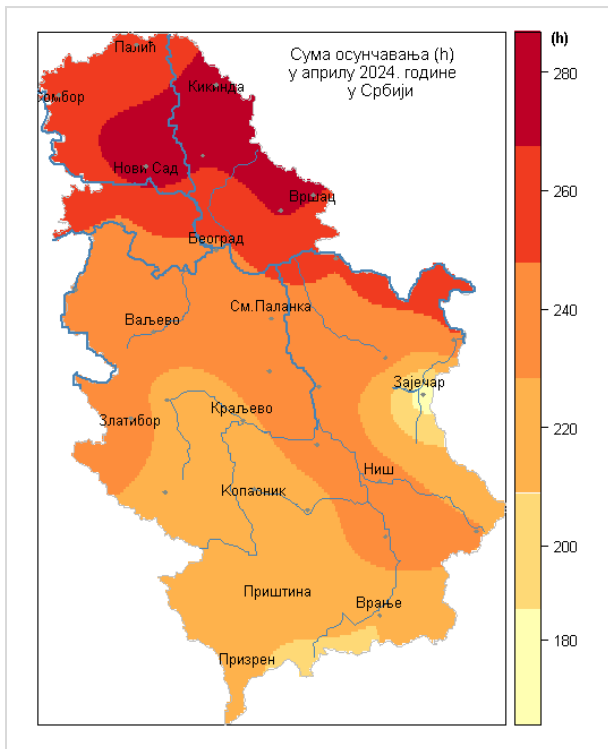 Сума осунчавања (h)
у априлу 2024. године
у Србији
(h)
Палић
Кикинда
омбор
Нови Сад
Вршац
Београд
См.Паланка
Ваљево
Зајечар
Златибор
Краљево
Ниш
Копаоник
Приштина
Врање
Призрен
280
260
240
220
200
180